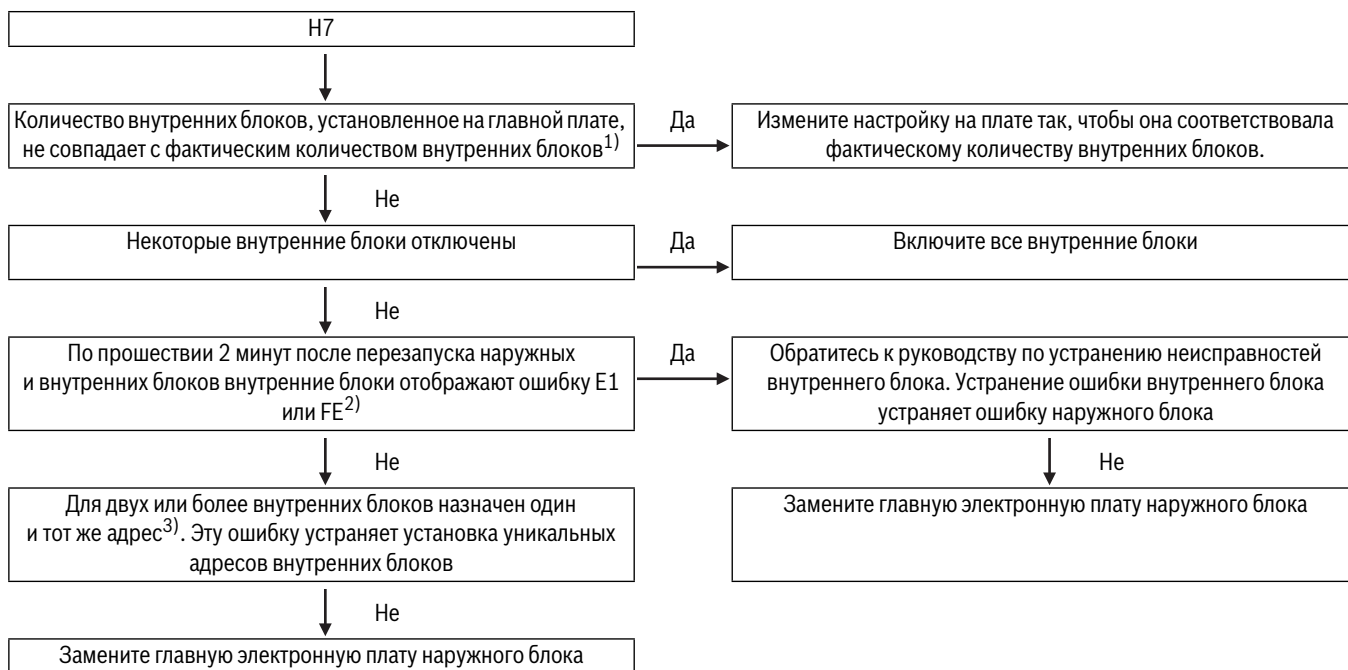 H7
Количество внутренних блоков, установленное на главной плате,
не совпадает с фактическим количеством внутренних блоков1)
Да
Измените настройку на плате так, чтобы она соответствовала
фактическому количеству внутренних блоков.
Не
Некоторые внутренние блоки отключены
Да
Включите все внутренние блоки
Не
По прошествии 2 минут после перезапуска наружных
и внутренних блоков внутренние блоки отображают ошибку E1
или FE2)
Да
Обратитесь к руководству по устранению неисправностей
внутреннего блока. Устранение ошибки внутреннего блока
устраняет ошибку наружного блока
Не
Не
Для двух или более внутренних блоков назначен один
и тот же адрес3). Эту ошибку устраняет установка уникальных
адресов внутренних блоков
Замените главную электронную плату наружного блока
Не
Замените главную электронную плату наружного блока